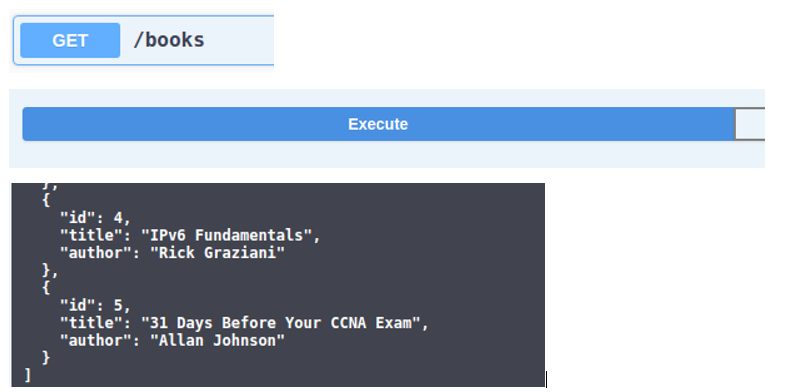 GET /books
Execute
},
{
"id": 4,
"title": "IPv6 Fundamentals",
"author": "Rick Graziani"
},
{
"id": 5,
"title": "31 Days Before Your CCNA Exam",
"author": "Allan Johnson"
}
]